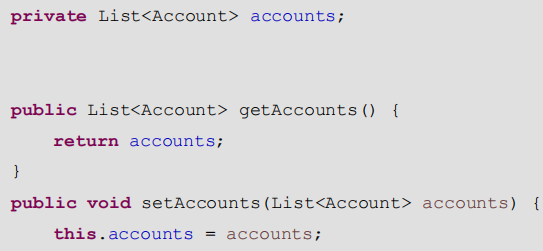 private List<Account> accounts;
public List<Account> getAccounts() {
return accounts;
}
public void setAccounts(List<Account> accounts) {
this.accounts = accounts;